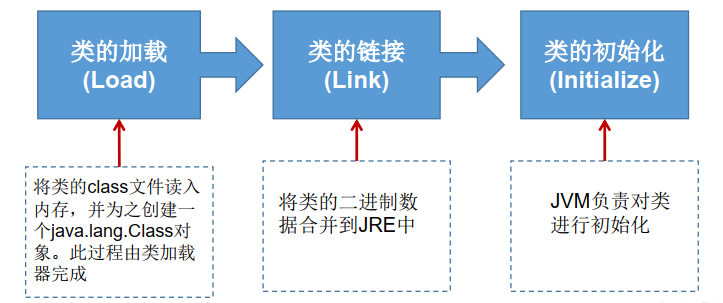 类的加载
(Load)
类的链接
(Link)
类的初始化
(Initialize)
将类的class文件读入
内存，并为之创建一
个java.lang.Class对
象。此过程由类加载
器完成
将类的二进制数
据合并到JRE中
JVM负责对类
进行初始化